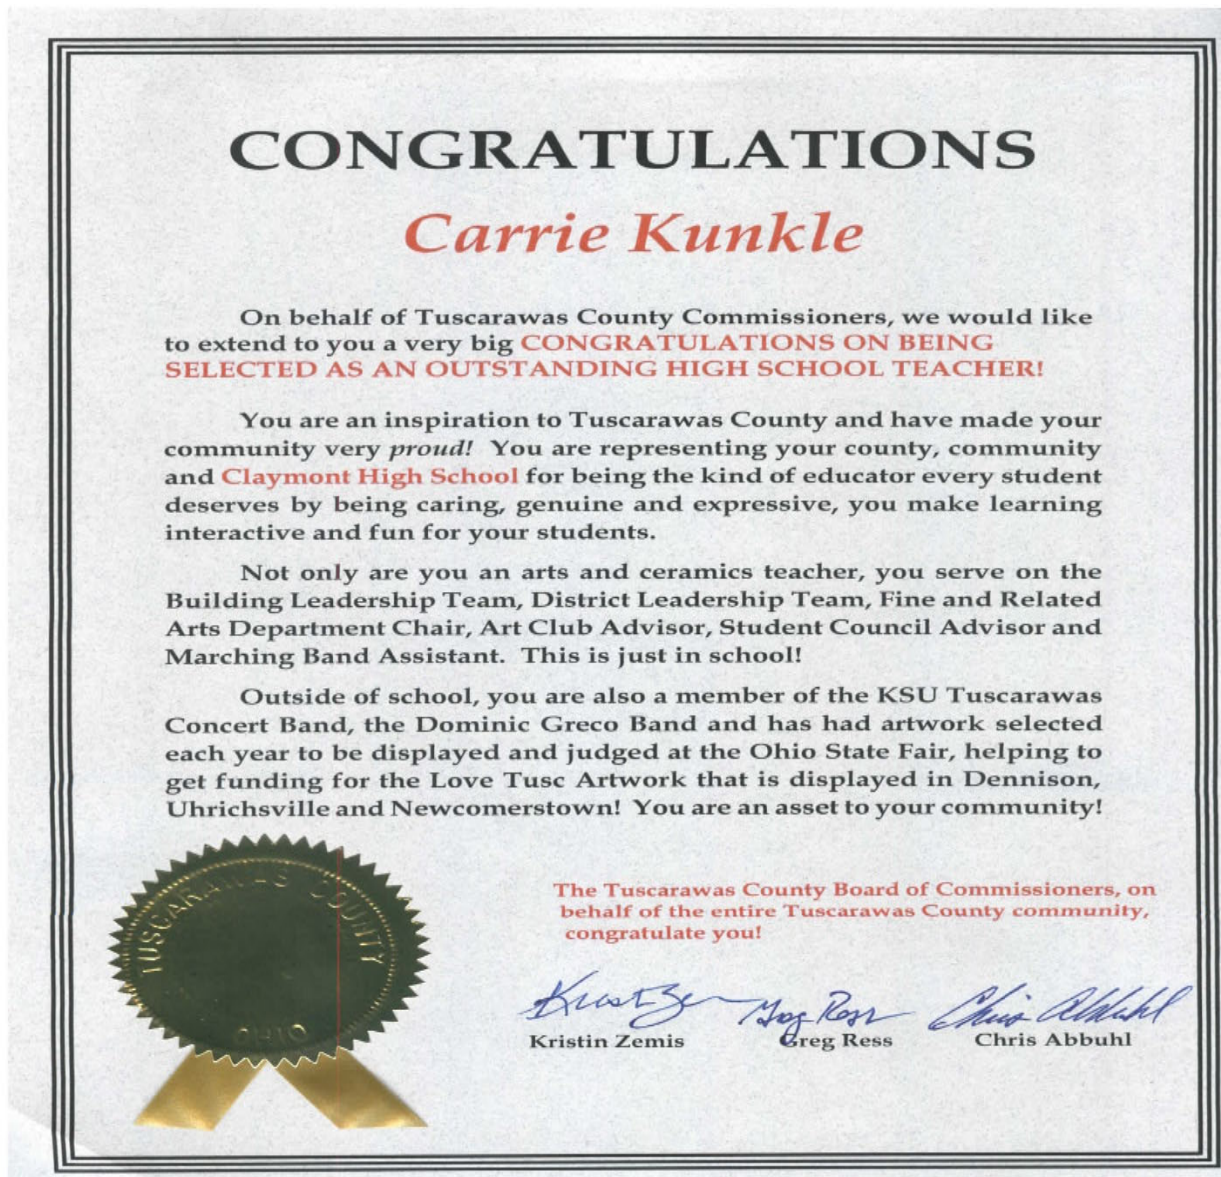 CONGRATULATIONS
Carrie Kunkle
On behalf of Tuscarawas County Commissioners, we would like
to extend to you a very big CONGRATULATIONS ON BEING
SELECTED AS AN OUTSTANDING HIGH SCHOOL TEACHER!
You are an inspiration to Tuscarawas County and have made your
community very proud! You are representing your county, community
and Claymont High School for being the kind of educator every student
deserves by being caring, genuine and expressive, you make learning
interactive and fun for your students.
Not only are you an arts and ceramics teacher, you serve on the
Building Leadership Team, District Leadership Team, Fine and Related
Arts Department Chair, Art Club Advisor, Student Council Advisor and
Marching Band Assistant. This is just in school!
Outside of school, you are also a member of the KSU Tuscarawas
Concert Band, the Dominic Greco Band and has had artwork selected
each year to be displayed and judged at the Ohio State Fair, helping to
get funding for the Love Tusc Artwork that is displayed in Dennison,
Uhrichsville and Newcomerstown! You are an asset to your community!
TUSCARAWAS COUNTY
OHIO
The Tuscarawas County Board of Commissioners, on
behalf of the entire Tuscarawas County community,
congratulate you!
Greg Ress Chris Abbuhl
Kristin Zemis Greg Ress Chris Abbuhl